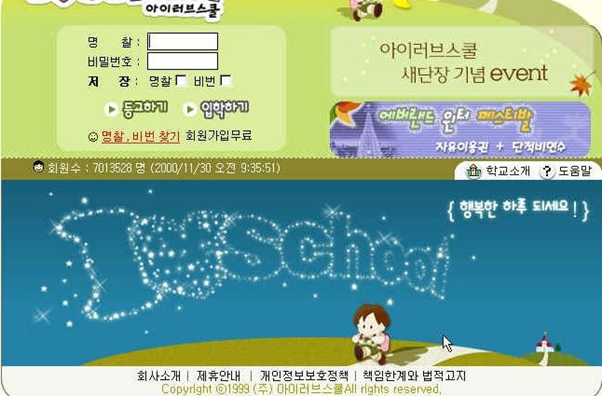 아이러브스쿨
명 찰 :
비밀번호 :
저 장 : 명찰 비번
등교하기 입학하기
명찰,비번 찾기 회원가입무료
아이러브스쿨
새단장 기념 event
에버랜드 윈터 페스티발
자유이용권 + 단적비연수
회원수 : 7013528 명 (2000/11/30 오전 9:35:51)
학교소개 ? 도움말
{ 행복한 하루 되세요! }
I♥School
회사소개 | 제휴안내 | 개인정보보호정책 | 책임한계와 법적고지
Copyright ©1999 (주) 아이러브스쿨All rights reserved.